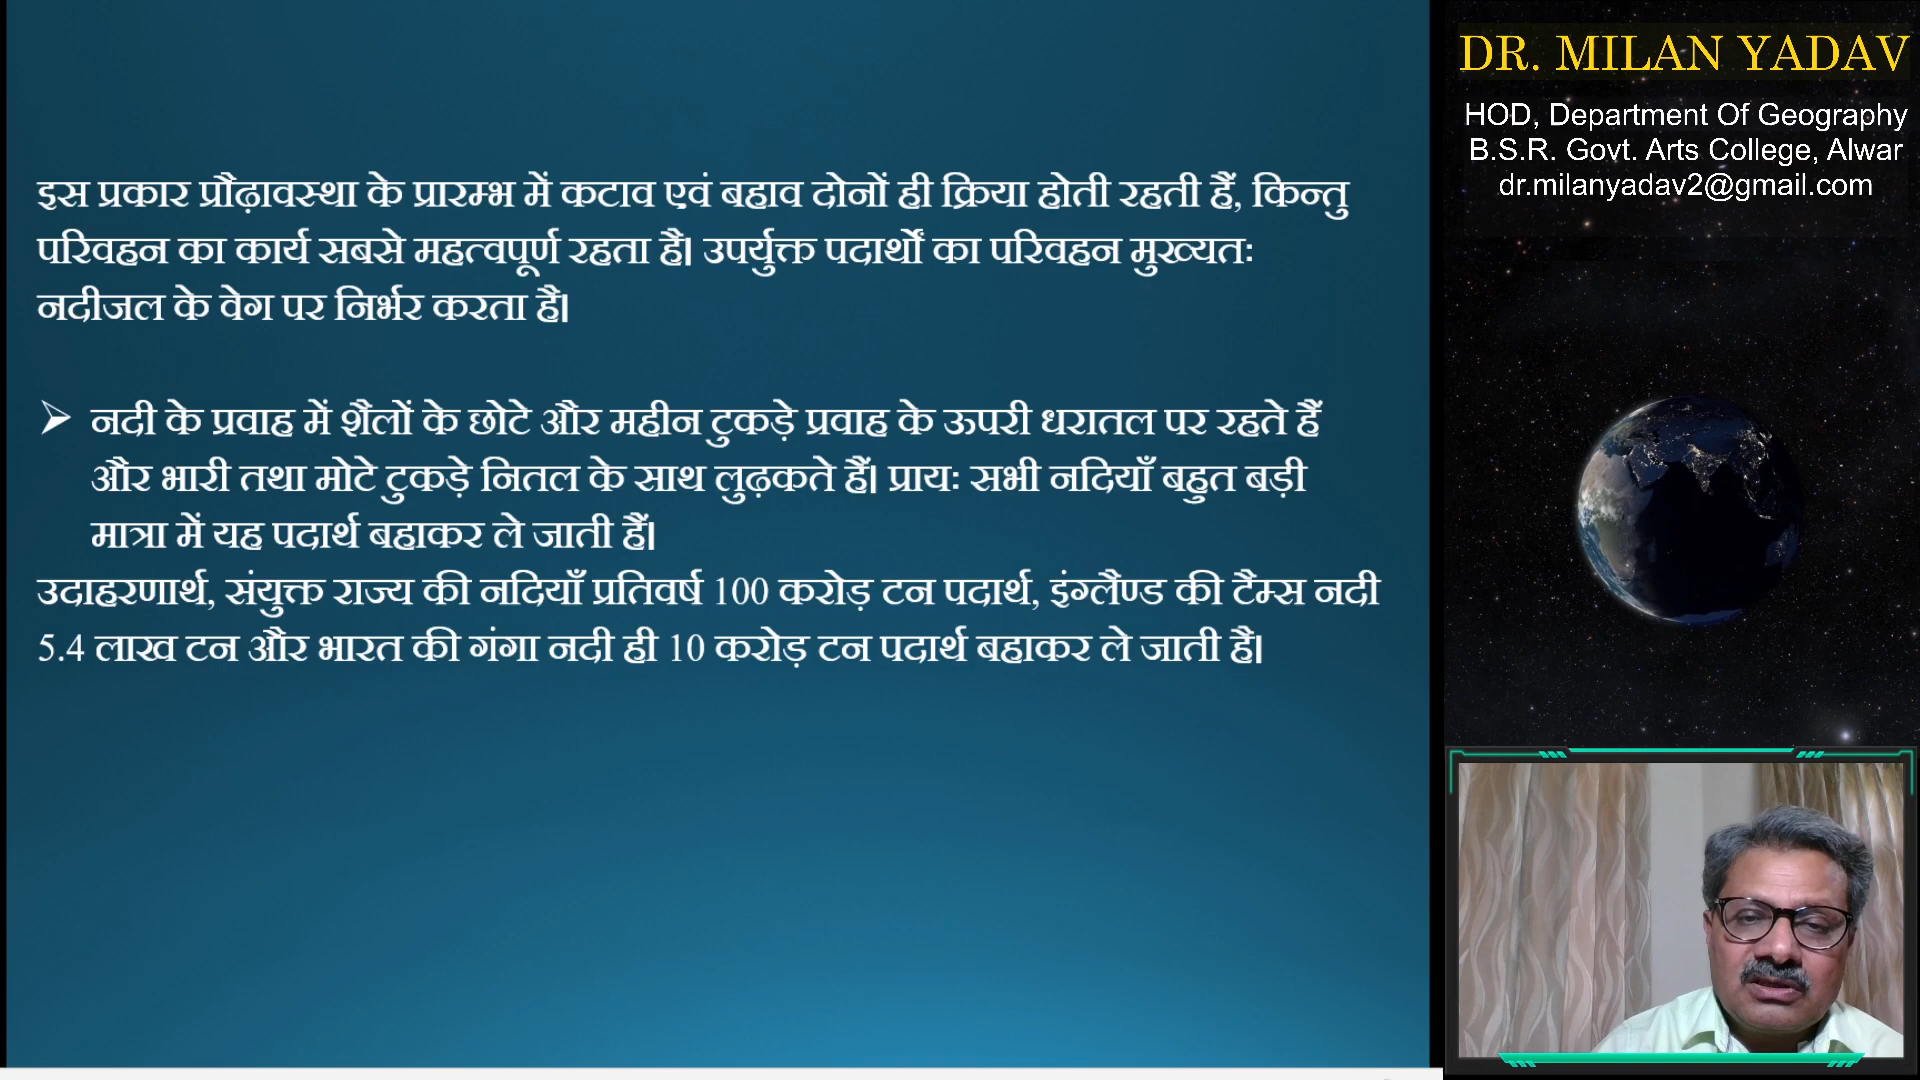 इस प्रकार प्रौढ़ावस्था के प्रारम्भ में कटाव एवं बहाव दोनों ही क्रिया होती रहती हैं, किन्तु
परिवहन का कार्य सबसे महत्वपूर्ण रहता है। उपर्युक्त पदार्थों का परिवहन मुख्यतः
नदीजल के वेग पर निर्भर करता है।
➢ नदी के प्रवाह में शैलों के छोटे और महीन टुकड़े प्रवाह के ऊपरी धरातल पर रहते हैं
और भारी तथा मोटे टुकड़े नितल के साथ लुढ़कते हैं। प्रायः सभी नदियाँ बहुत बड़ी
मात्रा में यह पदार्थ बहाकर ले जाती हैं।
उदाहरणार्थ, संयुक्त राज्य की नदियाँ प्रतिवर्ष 100 करोड़ टन पदार्थ, इंग्लैण्ड की टैम्स नदी
5.4 लाख टन और भारत की गंगा नदी ही 10 करोड़ टन पदार्थ बहाकर ले जाती है।
DR. MILAN YADAV
HOD, Department Of Geography
B.S.R. Govt. Arts College, Alwar
dr.milanyadav2@gmail.com